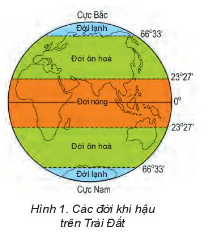 Cực Bắc
Đới lạnh
66°33'
Đới ôn hoà
23°27'
Đới nóng
0°
23°27'
Đới ôn hoà
66°33'
Đới lạnh
Cực Nam
Hình 1. Các đới khi hậu
trên Trái Đất